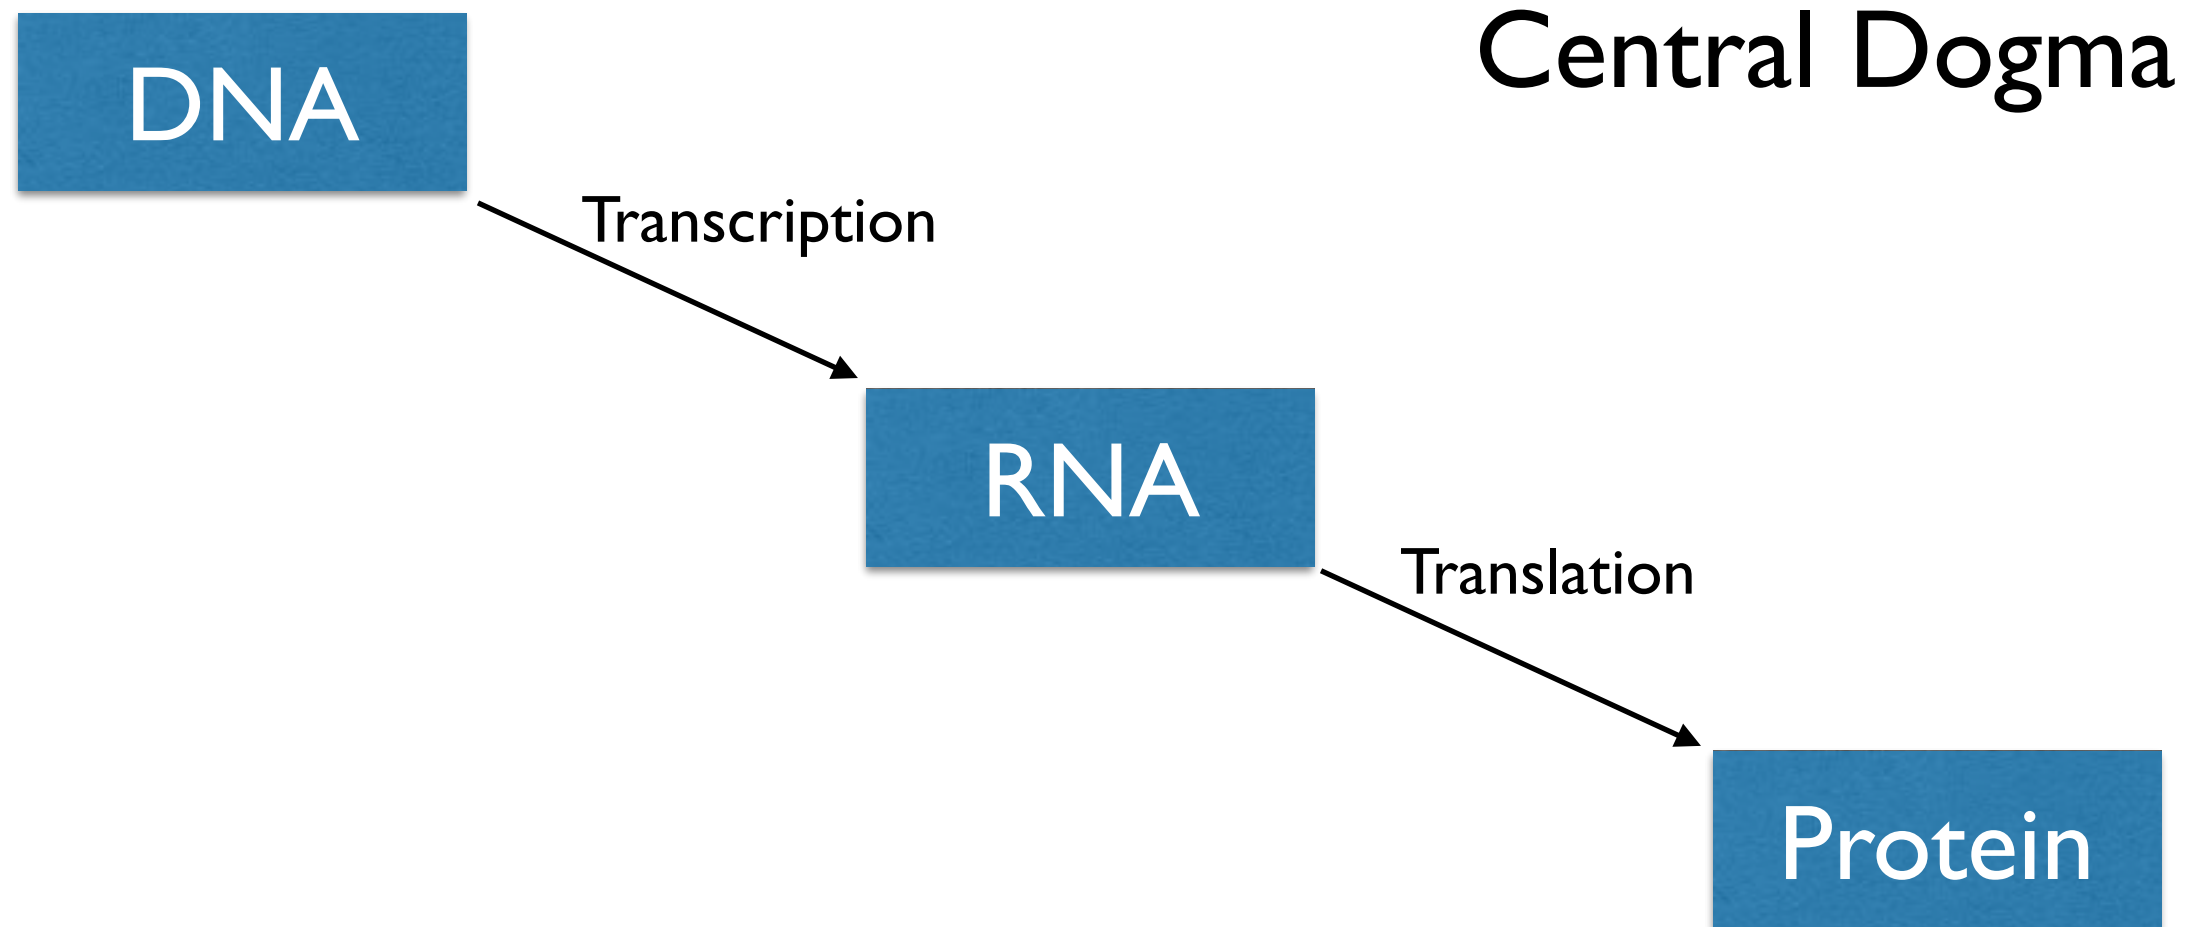 Central Dogma
DNA
Transcription
RNA
Translation
Protein